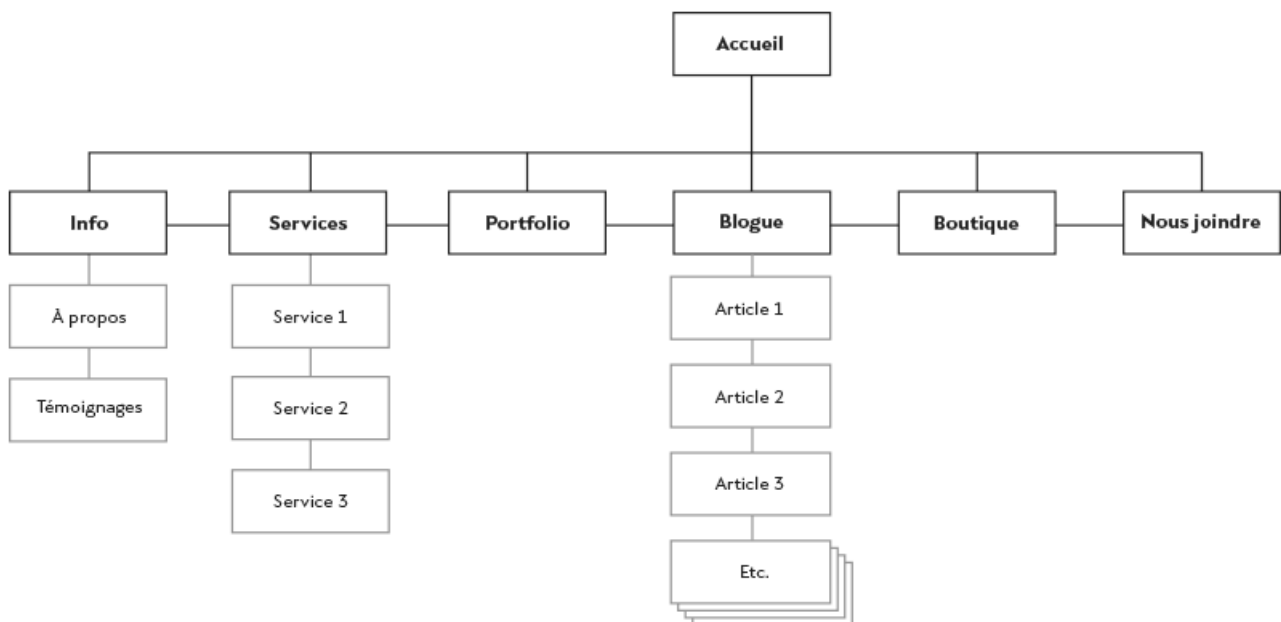 Accueil
Info
Services
Portfolio
Blogue
Boutique
Nous joindre
À propos
Témoignages
Service 1
Service 2
Service 3
Article 1
Article 2
Article 3
Etc.